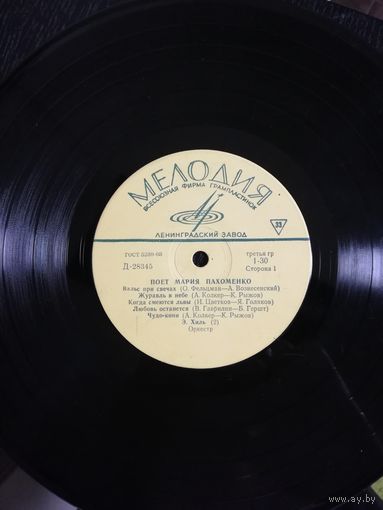 МЕЛОДИЯ
ВСЕСОЮЗНАЯ ФИРМА ГРАМПЛАСТИНОК
33
ЛЕНИНГРАДСКИЙ ЗАВОД
ГОСТ 5289-68
Д-28345
третья гр
1-30
Сторона 1
ПОЕТ МАРИЯ ПАХОМЕНКО
Вальс при свечах (О. Фельцман—А. Вознесенский)
Журавль в небе (А. Колкер—К. Рыжов)
Когда смеются львы (И. Цветков—Я. Голяков)
Любовь останется (В. Гаврилин—Б. Гершт)
Чудо-кони (А. Колкер—К. Рыжов)
Э. Хиль (2)
Оркестр
www.ay.by